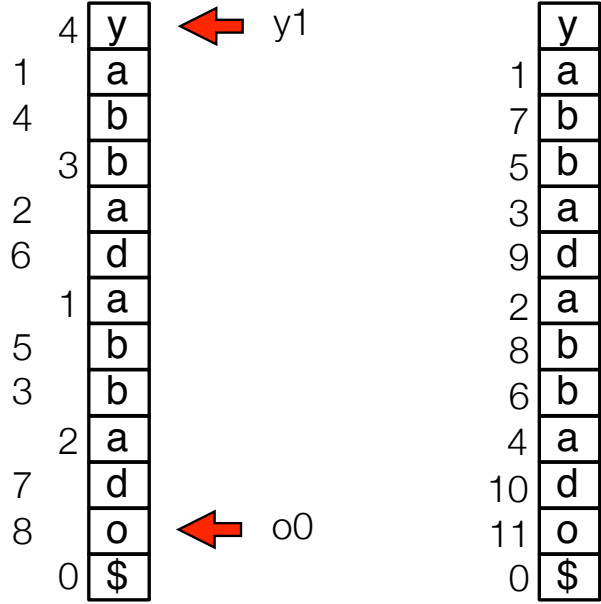 4 y y1 y
1 a 1 a
4 b 7 b
3 b 5 b
2 a 3 a
6 d 9 d
1 a 2 a
5 b 8 b
3 b 6 b
2 a 4 a
7 d 10 d
8 o o0 11 o
0 $ 0 $